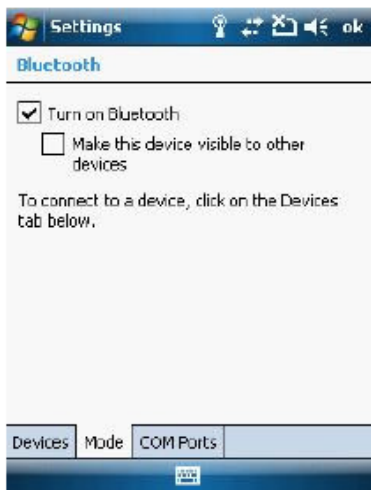 Settings ok
Bluetooth
Turn on Bluetooth
Make this device visible to other
devices
To connect to a device, click on the Devices
tab below.
Devices Mode COM Ports